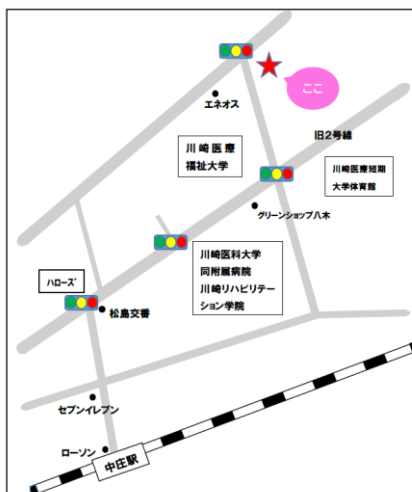 ここ
エネオス
旧2号線
川崎医療
福祉大学
川崎医療短期
大学体育館
グリーンショップ八木
川崎医科大学
同附属病院
川崎リハビリテー
ション学院
ハローズ
松島交番
セブンイレブン
ローソン
中庄駅